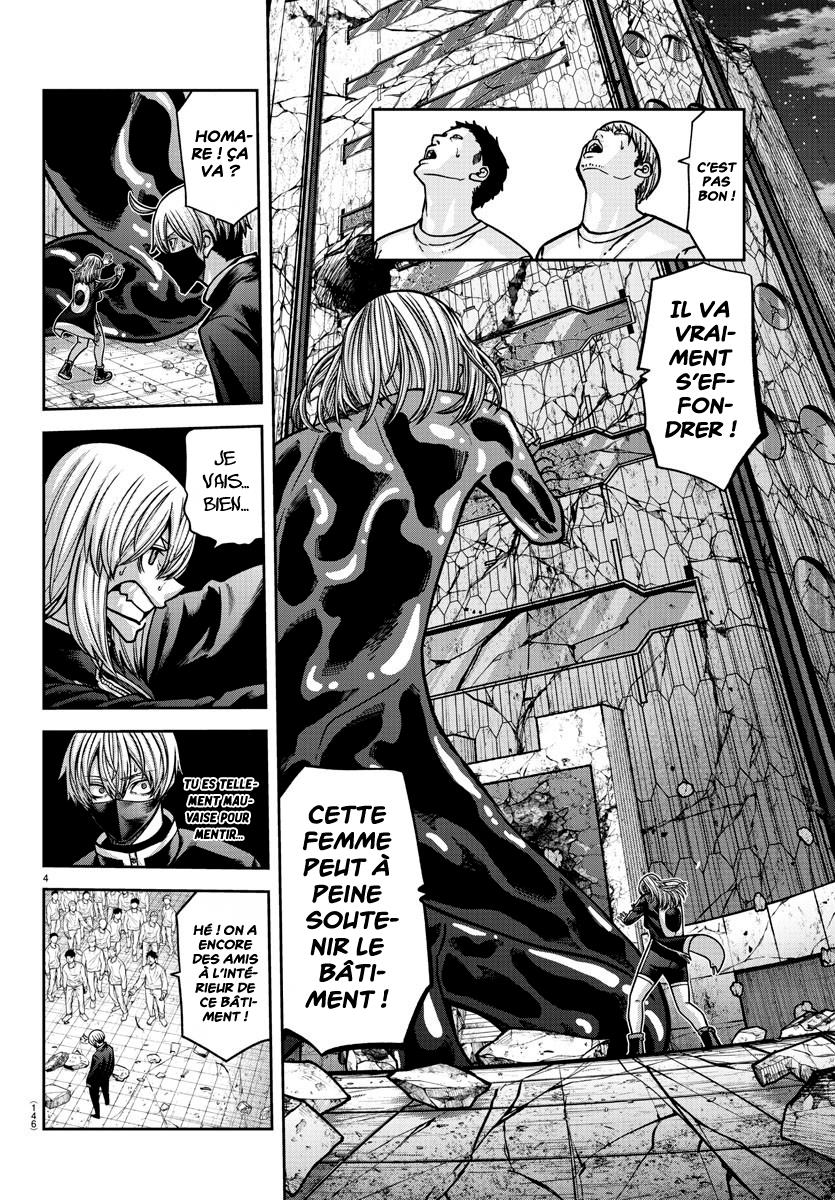 C'EST
PAS
BON !
IL VA
VRAI-
MENT
S'EF-
FON-
DRER !
CETTE
FEMME
PEUT À
PEINE
SOUTE-
NIR LE
BÂTI-
MENT !
HOMA-
RE ! ÇA
VA ?
JE
VAIS...
BIEN...
TU ES TELLE-
MENT MAU-
VAISE POUR
MENTIR...
4
HÉ ! ON A
ENCORE
DES AMIS
À L'INTÉ-
RIEUR DE
CE BÂTI-
MENT !
(146)